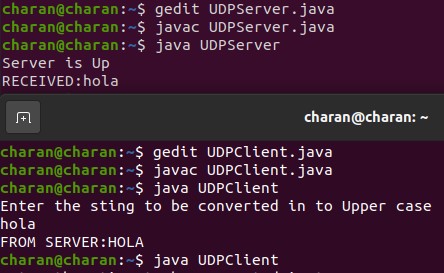 charan@charan:~$ gedit UDPServer.java
charan@charan:~$ javac UDPServer.java
charan@charan:~$ java UDPServer
Server is Up
RECEIVED:hola
charan@charan: ~
charan@charan:~$ gedit UDPClient.java
charan@charan:~$ javac UDPClient.java
charan@charan:~$ java UDPClient
Enter the sting to be converted in to Upper case
hola
FROM SERVER:HOLA
charan@charan:~$ java UDPClient